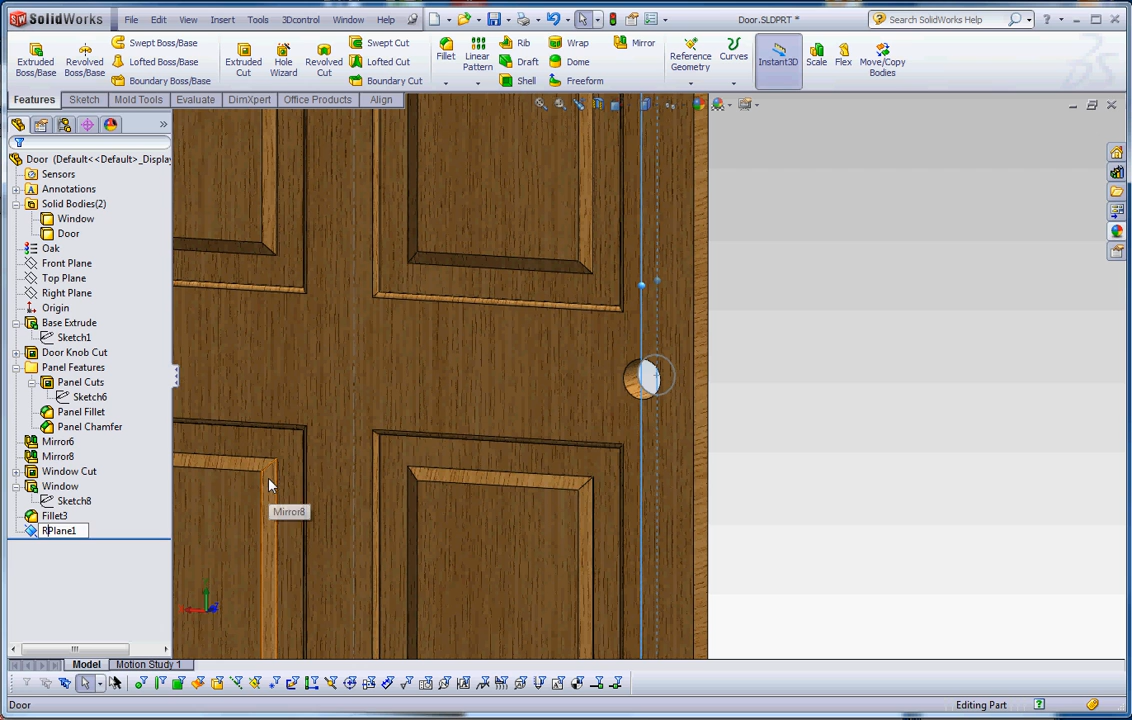 SolidWorks File Edit View Insert Tools 3Dcontrol Window Help Door.SLDPRT * Search SolidWorks Help
Extruded Boss/Base
Revolved Boss/Base
Swept Boss/Base
Lofted Boss/Base
Boundary Boss/Base
Extruded Cut
Hole Wizard
Revolved Cut
Swept Cut
Lofted Cut
Boundary Cut
Fillet
Linear Pattern
Rib
Draft
Shell
Wrap
Dome
Freeform
Mirror
Reference Geometry
Curves
Instant3D
Scale
Flex
Move/Copy Bodies
Features Sketch Mold Tools Evaluate DimXpert Office Products Align
Door (Default<<Default>_Displa
Sensors
Annotations
Solid Bodies(2)
Window
Door
Oak
Front Plane
Top Plane
Right Plane
Origin
Base Extrude
Sketch1
Door Knob Cut
Panel Features
Panel Cuts
Sketch6
Panel Fillet
Panel Chamfer
Mirror6
Mirror8
Window Cut
Window
Sketch8
Fillet3
RPlane1
Mirror8
Model Motion Study 1
Door Editing Part